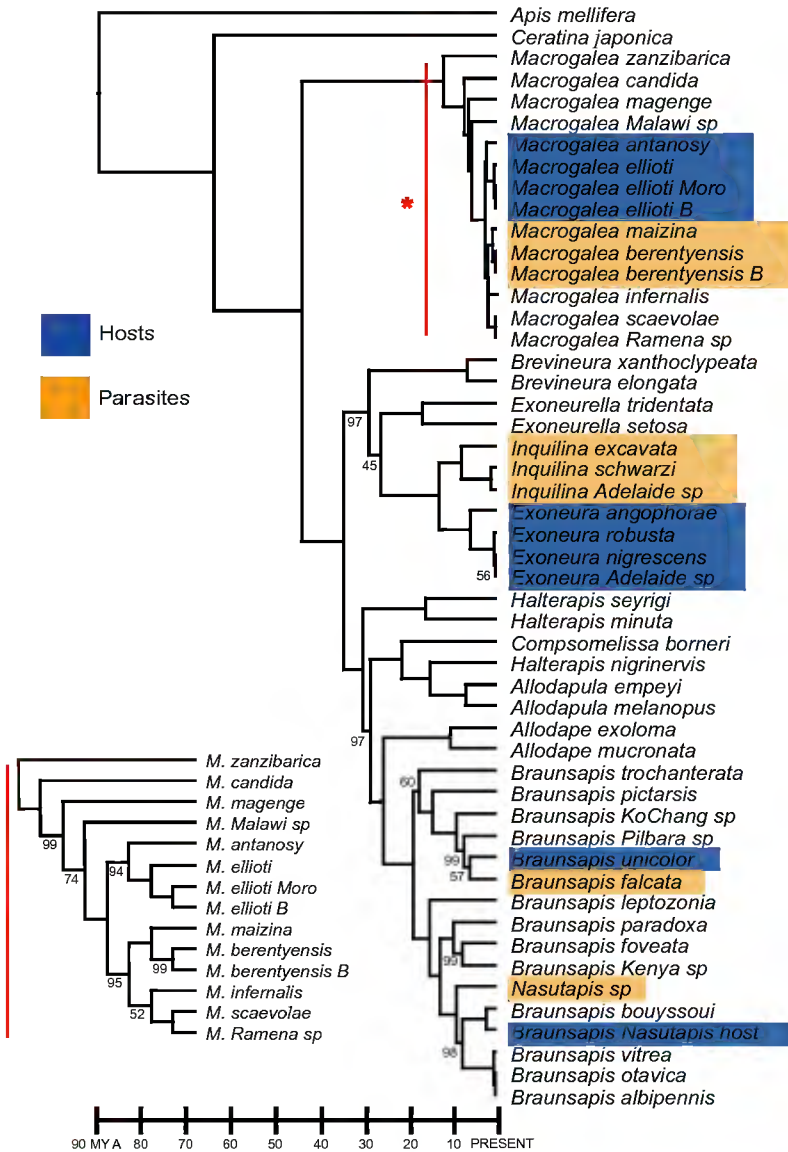 Apis mellifera
Ceratina japonica
Macrogalea zanzibarica
Macrogalea candida
Macrogalea magenge
Macrogalea Malawi sp
Macrogalea antanosy
Macrogalea ellioti
Macrogalea ellioti Moro
Macrogalea ellioti B
*
Macrogalea maizina
Macrogalea berentyensis
Macrogalea berentyensis B
Macrogalea infernalis
Macrogalea scaevolae
Macrogalea Ramena sp
Hosts
Parasites
Brevineura xanthoclypeata
Brevineura elongata
97
Exoneurella tridentata
Exoneurella setosa
45
Inquilina excavata
Inquilina schwarzi
Inquilina Adelaide sp
Exoneura angophorae
Exoneura robusta
Exoneura nigrescens
Exoneura Adelaide sp
56
Halterapis seyrigi
Halterapis minuta
Compsomelissa borneri
Halterapis nigrinervis
Allodapula empeyi
Allodapula melanopus
97
Allodape exoloma
Allodape mucronata
60
Braunsapis trochanterata
Braunsapis pictarsis
Braunsapis KoChang sp
Braunsapis Pilbara sp
99
Braunsapis unicolor
57
Braunsapis falcata
Braunsapis leptozonia
Braunsapis paradoxa
Braunsapis foveata
99
Braunsapis Kenya sp
Nasutapis sp
Braunsapis bouyssoui
Braunsapis Nasutapis host
98
Braunsapis vitrea
Braunsapis otavica
Braunsapis albipennis
M. zanzibarica
M. candida
M. magenge
99
M. Malawi sp
74
M. antanosy
94
M. ellioti
M. ellioti Moro
M. ellioti B
M. maizina
M. berentyensis
99
M. berentyensis B
95
M. infernalis
52
M. scaevolae
M. Ramena sp
90 MYA 80 70 60 50 40 30 20 10 PRESENT